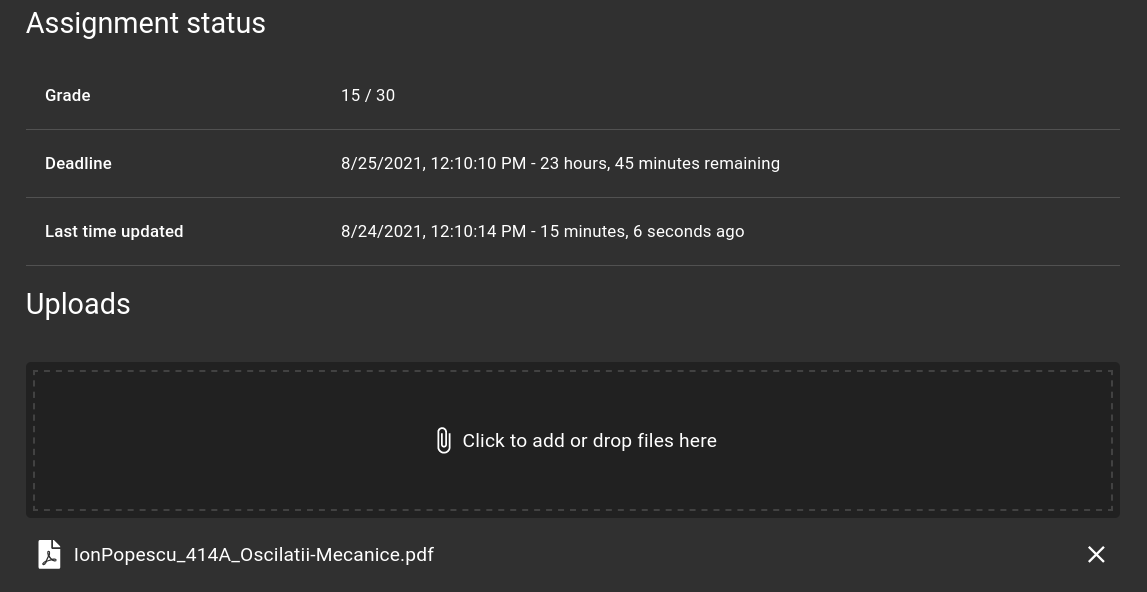 Assignment status
Grade 15 / 30
Deadline 8/25/2021, 12:10:10 PM - 23 hours, 45 minutes remaining
Last time updated 8/24/2021, 12:10:14 PM - 15 minutes, 6 seconds ago
Uploads
Click to add or drop files here
IonPopescu_414A_Oscilatii-Mecanice.pdf